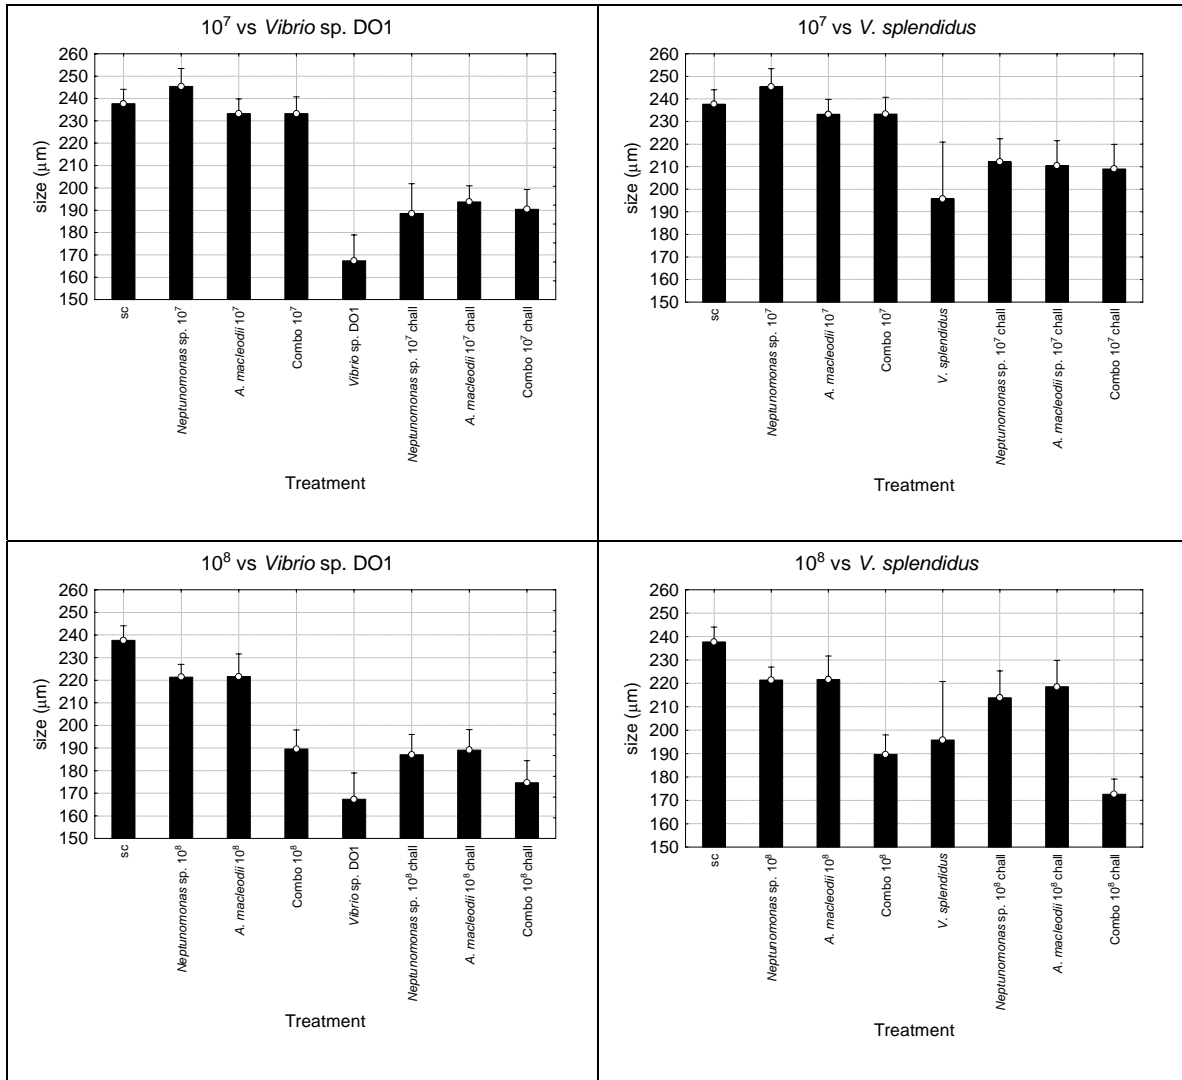 10⁷ vs Vibrio sp. DO1
260
250
240
230
220
210
200
190
180
170
160
150
size (μm)
sc
Neptunomonas sp. 10⁷
A. macleodii 10⁷
Combo 10⁷
Vibrio sp. DO1
Neptunomonas sp. 10⁷ chall
A. macleodii 10⁷ chall
Combo 10⁷ chall
Treatment
10⁷ vs V. splendidus
260
250
240
230
220
210
200
190
180
170
160
150
size (μm)
sc
Neptunomonas sp. 10⁷
A. macleodii 10⁷
Combo 10⁷
V. splendidus
Neptunomonas sp. 10⁷ chall
A. macleodii sp. 10⁷ chall
Combo 10⁷ chall
Treatment
10⁸ vs Vibrio sp. DO1
260
250
240
230
220
210
200
190
180
170
160
150
size (μm)
sc
Neptunomonas sp. 10⁸
A. macleodii 10⁸
Combo 10⁸
Vibrio sp. DO1
Neptunomonas sp. 10⁸ chall
A. macleodii 10⁸ chall
Combo 10⁸ chall
Treatment
10⁸ vs V. splendidus
260
250
240
230
220
210
200
190
180
170
160
150
size (μm)
sc
Neptunomonas sp. 10⁸
A. macleodii 10⁸
Combo 10⁸
V. splendidus
Neptunomonas sp. 10⁸ chall
A. macleodii 10⁸ chall
Combo 10⁸ chall
Treatment